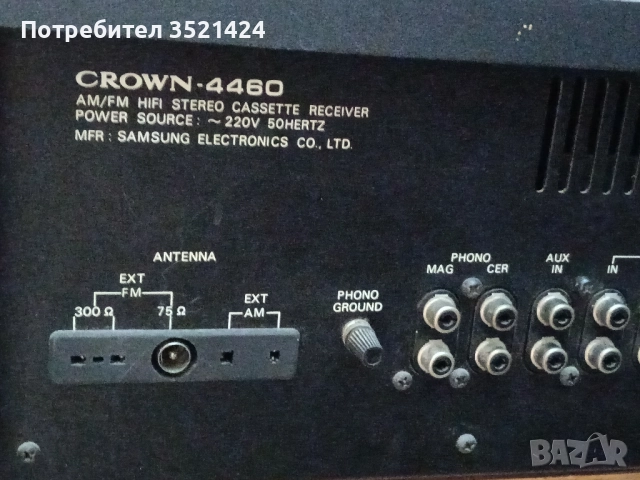 Потребител 3521424
CROWN-4460
AM/FM HIFI STEREO CASSETTE RECEIVER
POWER SOURCE : ~ 220V 50HERTZ
MFR : SAMSUNG ELECTRONICS CO., LTD.
ANTENNA
EXT
FM
300 Ω 75 Ω
EXT
AM
PHONO
GROUND
PHONO
MAG CER
AUX
IN
IN
BAZAR